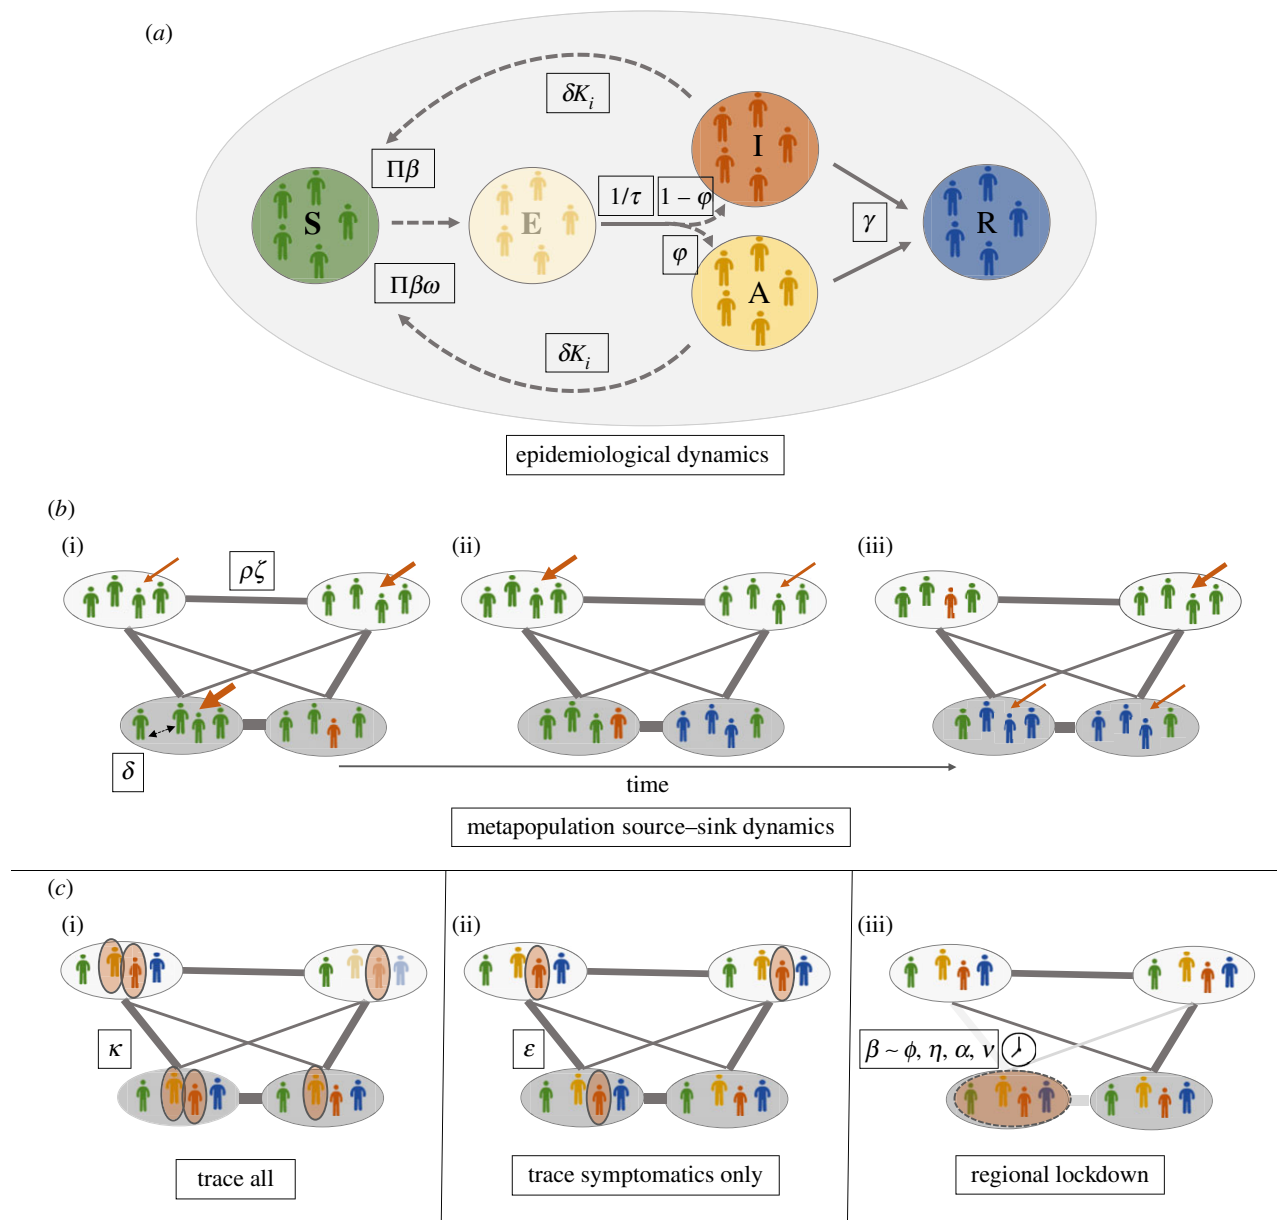 (a)
δK_i
I
Πβ
1/τ
1 − φ
S
E
γ
R
φ
A
Πβω
δK_i
epidemiological dynamics
(b)
(i)
(ii)
(iii)
ρζ
δ
time
metapopulation source–sink dynamics
(c)
(i)
(ii)
(iii)
κ
ε
β ~ ϕ, η, α, ν
trace all
trace symptomatics only
regional lockdown